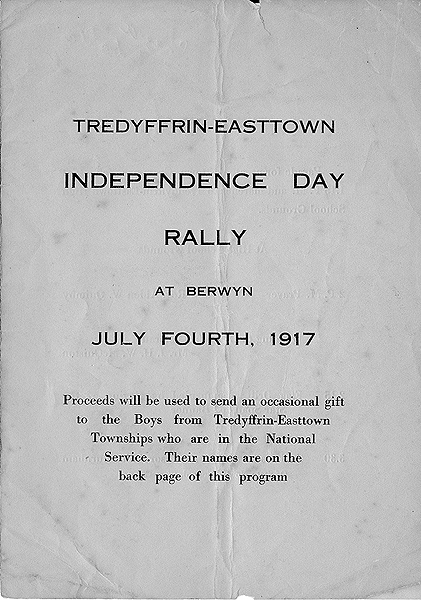 TREDYFFRIN-EASTTOWN
INDEPENDENCE DAY
RALLY
AT BERWYN
JULY FOURTH, 1917
Proceeds will be used to send an occasional gift
to the Boys from Tredyffrin-Easttown
Townships who are in the National
Service. Their names are on the
back page of this program